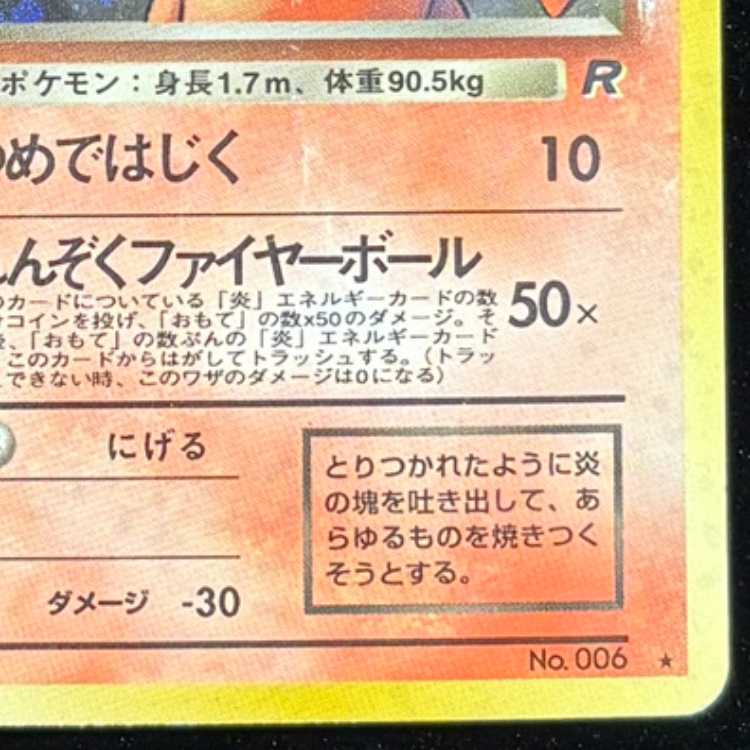 ポケモン：身長1.7m、体重90.5kg
R
つめではじく 10
れんぞくファイヤーボール
のカードについている「炎」エネルギーカードの数
コインを投げ、「おもて」の数x50のダメージ。そ
、「おもて」の数ぶんの「炎」エネルギーカード
このカードからはがしてトラッシュする。（トラッ
できない時、このワザのダメージは0になる）
50×
にげる
とりつかれたように炎
の塊を吐き出して、あ
らゆるものを焼きつく
そうとする。
ダメージ -30
No. 006 ★